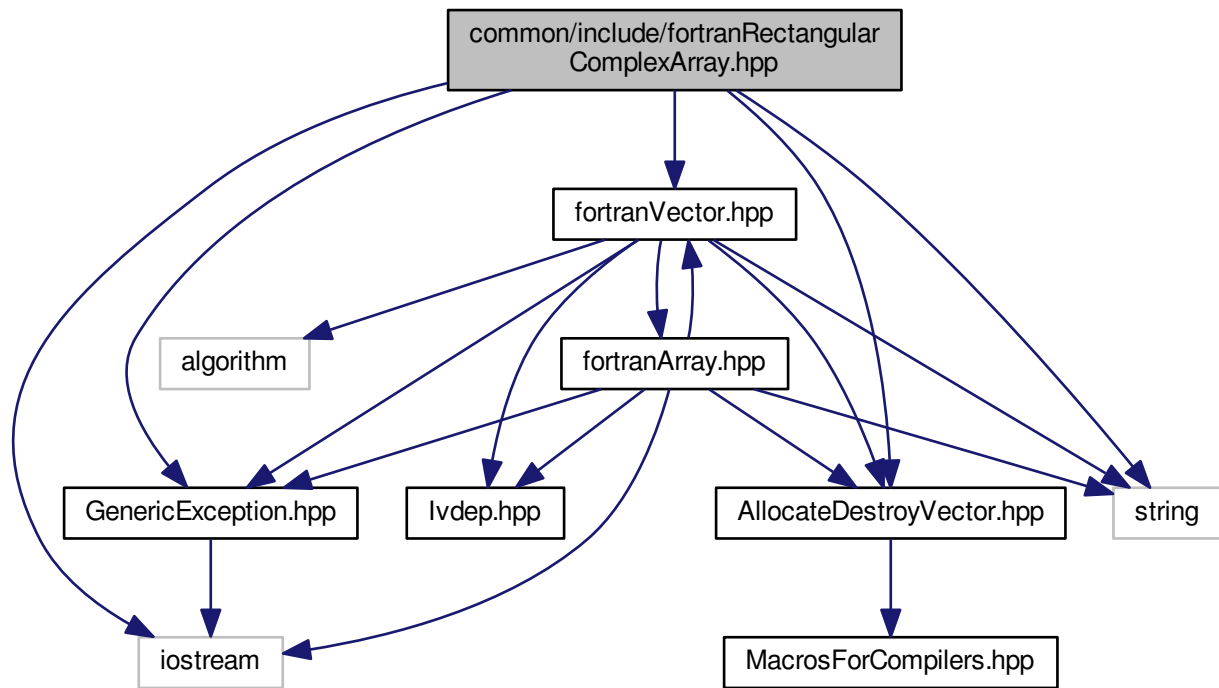 common/include/fortranRectangular
ComplexArray.hpp
fortranVector.hpp
algorithm
fortranArray.hpp
GenericException.hpp
Ivdep.hpp
AllocateDestroyVector.hpp
string
iostream
MacrosForCompilers.hpp